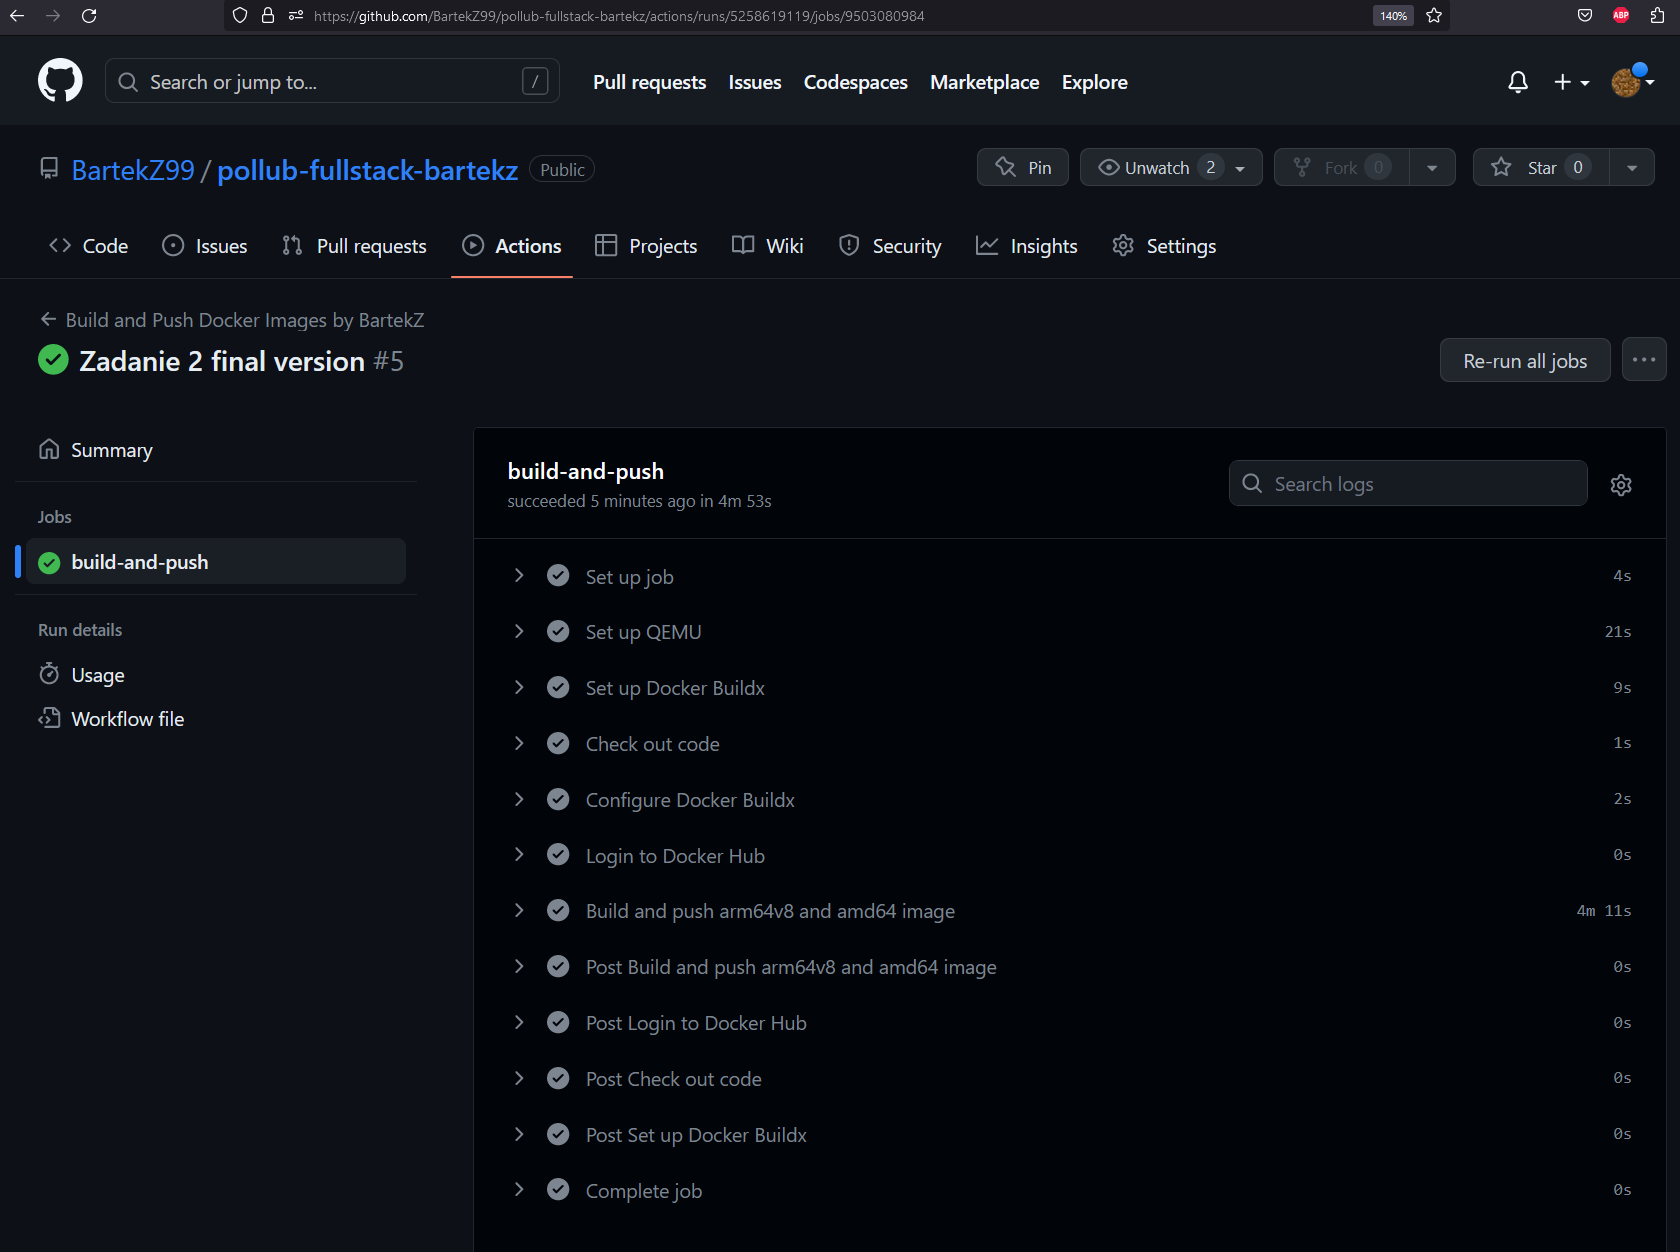 https://github.com/BartekZ99/pollub-fullstack-bartekz/actions/runs/5258619119/jobs/9503080984 140% ABP
Search or jump to... / Pull requests Issues Codespaces Marketplace Explore
BartekZ99 / pollub-fullstack-bartekz Public Pin Unwatch 2 Fork 0 Star 0
Code Issues Pull requests Actions Projects Wiki Security Insights Settings
Build and Push Docker Images by BartekZ
Zadanie 2 final version #5 Re-run all jobs
Summary
Jobs
build-and-push
Run details
Usage
Workflow file
build-and-push
succeeded 5 minutes ago in 4m 53s
Search logs
Set up job 4s
Set up QEMU 21s
Set up Docker Buildx 9s
Check out code 1s
Configure Docker Buildx 2s
Login to Docker Hub 0s
Build and push arm64v8 and amd64 image 4m 11s
Post Build and push arm64v8 and amd64 image 0s
Post Login to Docker Hub 0s
Post Check out code 0s
Post Set up Docker Buildx 0s
Complete job 0s